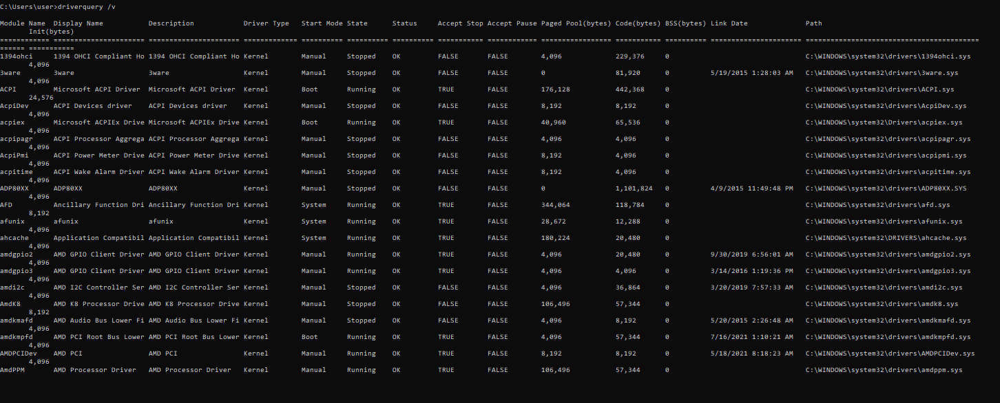 C:\Users\user>driverquery /v
Module Name  Display Name           Description            Driver Type   Start Mode State      Status     Accept Stop Accept Pause Paged Pool(bytes) Code(bytes) BSS(bytes) Link Date              Path
       Init(bytes)
============ ====================== ====================== ============= ========== ========== ========== =========== ============ ================= =========== ========== ====================== ==========================================
====== ===========
1394ohci     1394 OHCI Compliant Ho 1394 OHCI Compliant Ho Kernel        Manual     Stopped    OK         FALSE       FALSE        4,096             229,376     0                                 C:\WINDOWS\system32\drivers\1394ohci.sys
       4,096
3ware        3ware                  3ware                  Kernel        Manual     Stopped    OK         FALSE       FALSE        0                 81,920      0          5/19/2015 1:28:03 AM   C:\WINDOWS\system32\drivers\3ware.sys
       4,096
ACPI         Microsoft ACPI Driver  Microsoft ACPI Driver  Kernel        Boot       Running    OK         TRUE        FALSE        176,128           442,368     0                                 C:\WINDOWS\system32\drivers\ACPI.sys
       24,576
AcpiDev      ACPI Devices driver    ACPI Devices driver    Kernel        Manual     Stopped    OK         FALSE       FALSE        8,192             8,192       0                                 C:\WINDOWS\system32\drivers\AcpiDev.sys
       4,096
acpiex       Microsoft ACPIEx Drive Microsoft ACPIEx Drive Kernel        Boot       Running    OK         TRUE        FALSE        40,960            65,536      0                                 C:\WINDOWS\system32\Drivers\acpiex.sys
       4,096
acpipagr     ACPI Processor Aggrega ACPI Processor Aggrega Kernel        Manual     Stopped    OK         FALSE       FALSE        4,096             4,096       0                                 C:\WINDOWS\system32\drivers\acpipagr.sys
       4,096
AcpiPmi      ACPI Power Meter Drive ACPI Power Meter Drive Kernel        Manual     Stopped    OK         FALSE       FALSE        8,192             4,096       0                                 C:\WINDOWS\system32\drivers\acpipmi.sys
       4,096
acpitime     ACPI Wake Alarm Driver ACPI Wake Alarm Driver Kernel        Manual     Stopped    OK         FALSE       FALSE        8,192             4,096       0                                 C:\WINDOWS\system32\drivers\acpitime.sys
       4,096
ADP80XX      ADP80XX                ADP80XX                Kernel        Manual     Stopped    OK         FALSE       FALSE        0                 1,101,824   0          4/9/2015 11:49:48 PM   C:\WINDOWS\system32\drivers\ADP80XX.SYS
       4,096
AFD          Ancillary Function Dri Ancillary Function Dri Kernel        System     Running    OK         TRUE        FALSE        344,064           118,784     0                                 C:\WINDOWS\system32\drivers\afd.sys
       8,192
afunix       afunix                 afunix                 Kernel        System     Running    OK         TRUE        FALSE        28,672            12,288      0                                 C:\WINDOWS\system32\drivers\afunix.sys
       4,096
ahcache      Application Compatibil Application Compatibil Kernel        System     Running    OK         TRUE        FALSE        180,224           20,480      0                                 C:\WINDOWS\system32\DRIVERS\ahcache.sys
       4,096
amdgpio2     AMD GPIO Client Driver AMD GPIO Client Driver Kernel        Manual     Running    OK         TRUE        FALSE        4,096             20,480      0          9/30/2019 6:56:01 AM   C:\WINDOWS\system32\drivers\amdgpio2.sys
       4,096
amdgpio3     AMD GPIO Client Driver AMD GPIO Client Driver Kernel        Manual     Running    OK         TRUE        FALSE        4,096             4,096       0          3/14/2016 1:19:36 PM   C:\WINDOWS\system32\drivers\amdgpio3.sys
       4,096
amdi2c       AMD I2C Controller Ser AMD I2C Controller Ser Kernel        Manual     Stopped    OK         FALSE       FALSE        4,096             36,864      0          3/20/2019 7:57:33 AM   C:\WINDOWS\system32\drivers\amdi2c.sys
       4,096
AmdK8        AMD K8 Processor Drive AMD K8 Processor Drive Kernel        Manual     Stopped    OK         FALSE       FALSE        106,496           57,344      0                                 C:\WINDOWS\system32\drivers\amdk8.sys
       8,192
amdkmafd     AMD Audio Bus Lower Fi AMD Audio Bus Lower Fi Kernel        Manual     Stopped    OK         FALSE       FALSE        4,096             8,192       0          5/20/2015 2:26:48 AM   C:\WINDOWS\system32\drivers\amdkmafd.sys
       4,096
amdkmpfd     AMD PCI Root Bus Lower AMD PCI Root Bus Lower Kernel        Boot       Running    OK         TRUE        FALSE        4,096             57,344      0          7/16/2021 1:10:21 AM   C:\WINDOWS\system32\drivers\amdkmpfd.sys
       4,096
AMDPCIDev    AMD PCI                AMD PCI                Kernel        Manual     Running    OK         TRUE        FALSE        8,192             8,192       0          5/18/2021 8:18:23 AM   C:\WINDOWS\system32\drivers\AMDPCIDev.sys
       4,096
AmdPPM       AMD Processor Driver   AMD Processor Driver   Kernel        Manual     Running    OK         TRUE        FALSE        106,496           57,344      0                                 C:\WINDOWS\system32\drivers\amdppm.sys